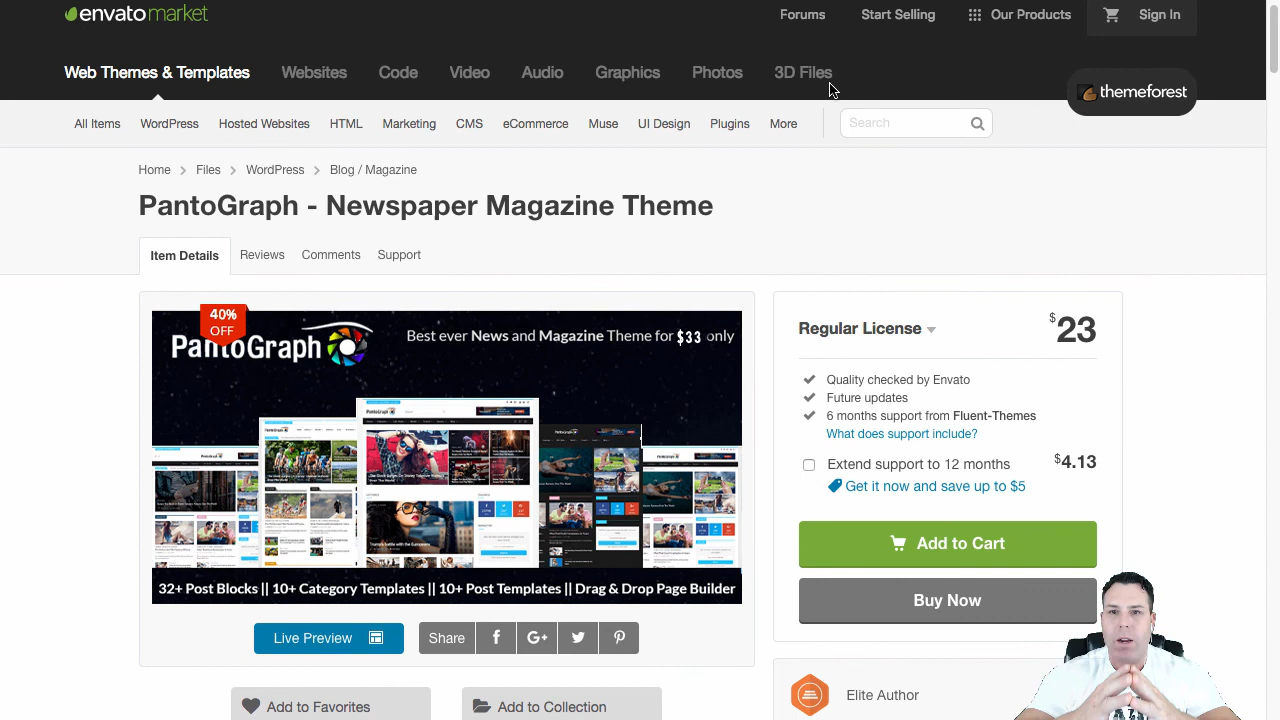 envatomarket
Forums
Start Selling
Our Products
Sign In
Web Themes & Templates
Websites
Code
Video
Audio
Graphics
Photos
3D Files
themeforest
All Items
WordPress
Hosted Websites
HTML
Marketing
CMS
eCommerce
Muse
UI Design
Plugins
More
Search
Home
Files
WordPress
Blog / Magazine
PantoGraph - Newspaper Magazine Theme
Item Details
Reviews
Comments
Support
40%
OFF
PantoGraph
Best ever News and Magazine Theme for $33 only
32+ Post Blocks || 10+ Category Templates || 10+ Post Templates || Drag & Drop Page Builder
Live Preview
Share
Add to Favorites
Add to Collection
Regular License
$23
Quality checked by Envato
Future updates
6 months support from Fluent-Themes
What does support include?
Extend support to 12 months
$4.13
Get it now and save up to $5
Add to Cart
Buy Now
Elite Author